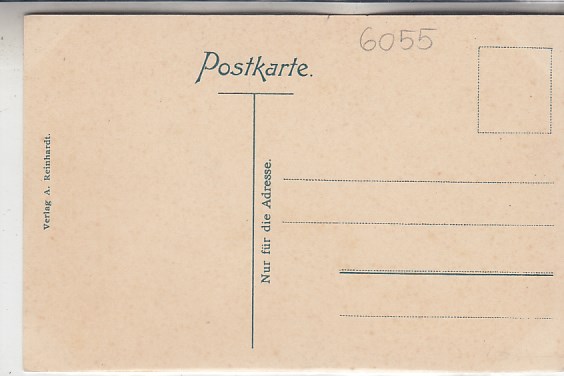 6055
Postkarte.
Verlag A. Reinhardt.
Nur für die Adresse.